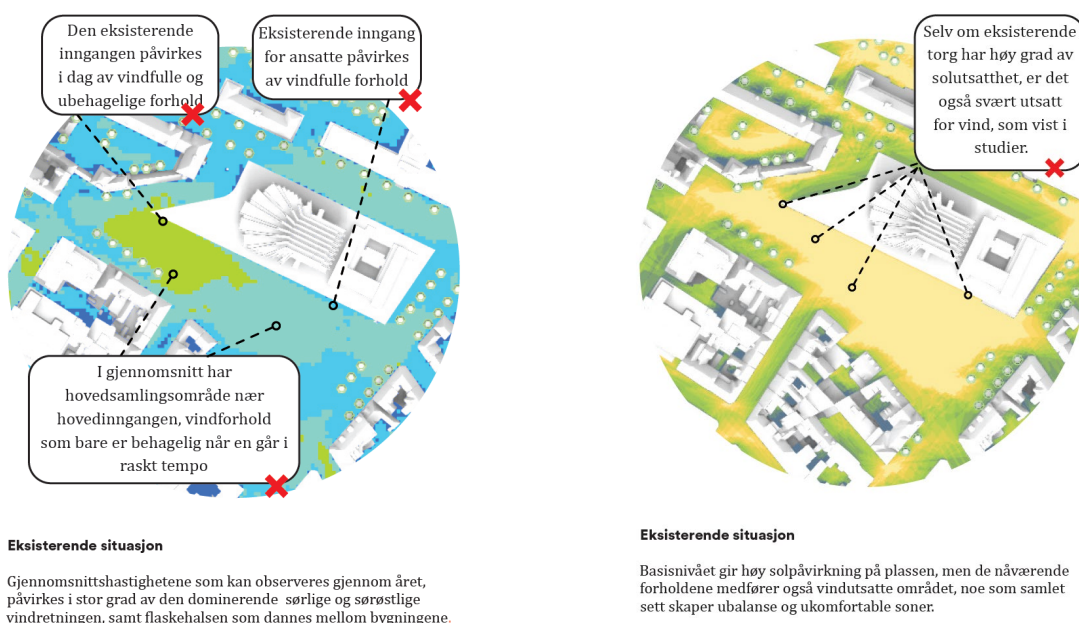 Den eksisterende
inngangen påvirkes
i dag av vindfulle og
ubehagelige forhold
Eksisterende inngang
for ansatte påvirkes
av vindfulle forhold
I gjennomsnitt har
hovedsamlingsområde nær
hovedinngangen, vindforhold
som bare er behagelig når en går i
raskt tempo
Eksisterende situasjon
Gjennomsnittshastighetene som kan observeres gjennom året,
påvirkes i stor grad av den dominerende sørlige og sørøstlige
vindretningen, samt flaskehalsen som dannes mellom bygningene.
Selv om eksisterende
torg har høy grad av
solutsatthet, er det
også svært utsatt
for vind, som vist i
studier.
Eksisterende situasjon
Basisnivået gir høy solpåvirkning på plassen, men de nåværende
forholdene medfører også vindutsatte området, noe som samlet
sett skaper ubalanse og ukomfortable soner.